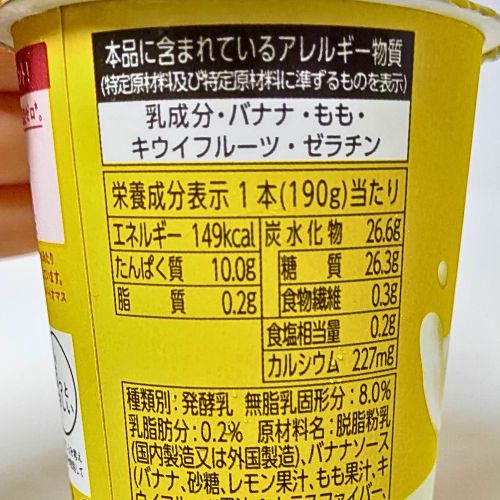 本品に含まれているアレルギー物質
(特定原材料及び特定原材料に準ずるものを表示)
乳成分・バナナ・もも・
キウイフルーツ・ゼラチン
栄養成分表示 1本(190g)当たり
エネルギー 149kcal
たんぱく質 10.0g
脂質 0.2g
炭水化物 26.6g
糖質 26.3g
食物繊維 0.3g
食塩相当量 0.2g
カルシウム 227mg
種類別:発酵乳 無脂乳固形分:8.0%
乳脂肪分:0.2% 原材料名:脱脂粉乳
(国内製造又は外国製造)、バナナソース
(バナナ、砂糖、レモン果汁、もも果汁、キ